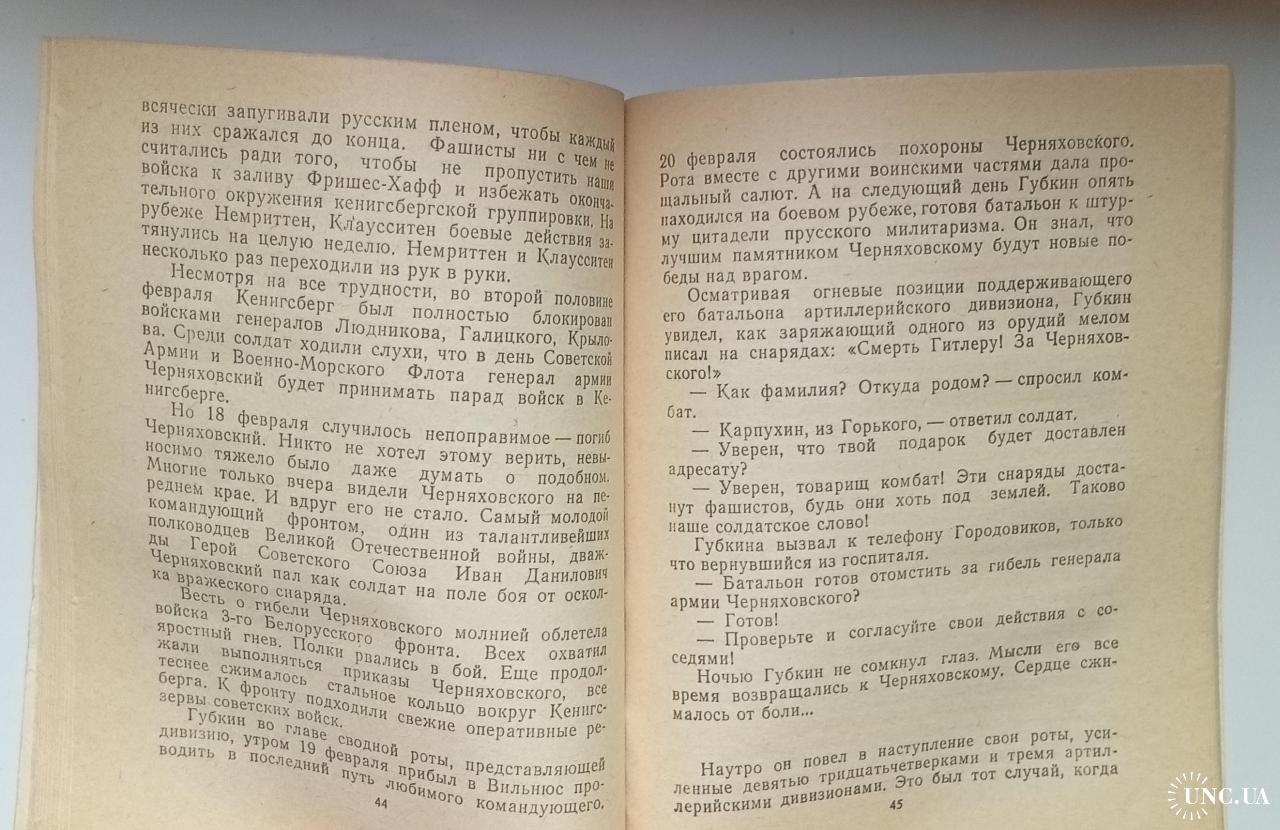 всячески запугивали русским пленом, чтобы каждый
из них сражался до конца. Фашисты ни с чем не
считались ради того, чтобы не пропустить наши
войска к заливу Фришес-Хафф и избежать оконча-
тельного окружения кенигсбергской группировки. На
рубеже Немриттен, Клаусситен боевые действия за-
тянулись на целую неделю. Немриттен и Клаусситен
несколько раз переходили из рук в руки.
Несмотря на все трудности, во второй половине
февраля Кенигсберг был полностью блокирован
войсками генералов Людникова, Галицкого, Крыло-
ва. Среди солдат ходили слухи, что в день Советской
Армии и Военно-Морского Флота генерал армии
Черняховский будет принимать парад войск в Ке-
нигсберге.
Но 18 февраля случилось непоправимое — погиб
Черняховский. Никто не хотел этому верить, невы-
носимо тяжело было даже думать о подобном.
Многие только вчера видели Черняховского на пе-
реднем крае. И вдруг его не стало. Самый молодой
командующий фронтом, один из талантливейших
полководцев Великой Отечественной войны, дваж-
ды Герой Советского Союза Иван Данилович
Черняховский пал как солдат на поле боя от оскол-
ка вражеского снаряда.
Весть о гибели Черняховского молнией облетела
войска 3-го Белорусского фронта. Всех охватил
яростный гнев. Полки рвались в бой. Еще продол-
жали выполняться приказы Черняховского, все
теснее сжималось стальное кольцо вокруг Кенигс-
берга. К фронту подходили свежие оперативные ре-
зервы советских войск.
Губкин во главе сводной роты, представляющей
дивизию, утром 19 февраля прибыл в Вильнюс про-
водить в последний путь любимого командующего.
44
20 февраля состоялись похороны Черняховского.
Рота вместе с другими воинскими частями дала про-
щальный салют. А на следующий день Губкин опять
находился на боевом рубеже, готовя батальон к штур-
му цитадели прусского милитаризма. Он знал, что
лучшим памятником Черняховскому будут новые по-
беды над врагом.
Осматривая огневые позиции поддерживающего
его батальона артиллерийского дивизиона, Губкин
увидел, как заряжающий одного из орудий мелом
писал на снарядах: «Смерть Гитлеру! За Черняхов-
ского!»
— Как фамилия? Откуда родом? — спросил ком-
бат.
— Карпухин, из Горького, — ответил солдат.
— Уверен, что твой подарок будет доставлен
адресату?
— Уверен, товарищ комбат! Эти снаряды доста-
нут фашистов, будь они хоть под землей. Таково
наше солдатское слово!
Губкина вызвал к телефону Городовиков, только
что вернувшийся из госпиталя.
— Батальон готов отомстить за гибель генерала
армии Черняховского?
— Готов!
— Проверьте и согласуйте свои действия с со-
седями!
Ночью Губкин не сомкнул глаз. Мысли его все
время возвращались к Черняховскому. Сердце сжи-
малось от боли...
Наутро он повел в наступление свои роты, уси-
ленные девятью тридцатьчетверками и тремя артил-
лерийскими дивизионами. Это был тот случай, когда
45
UNC.UA